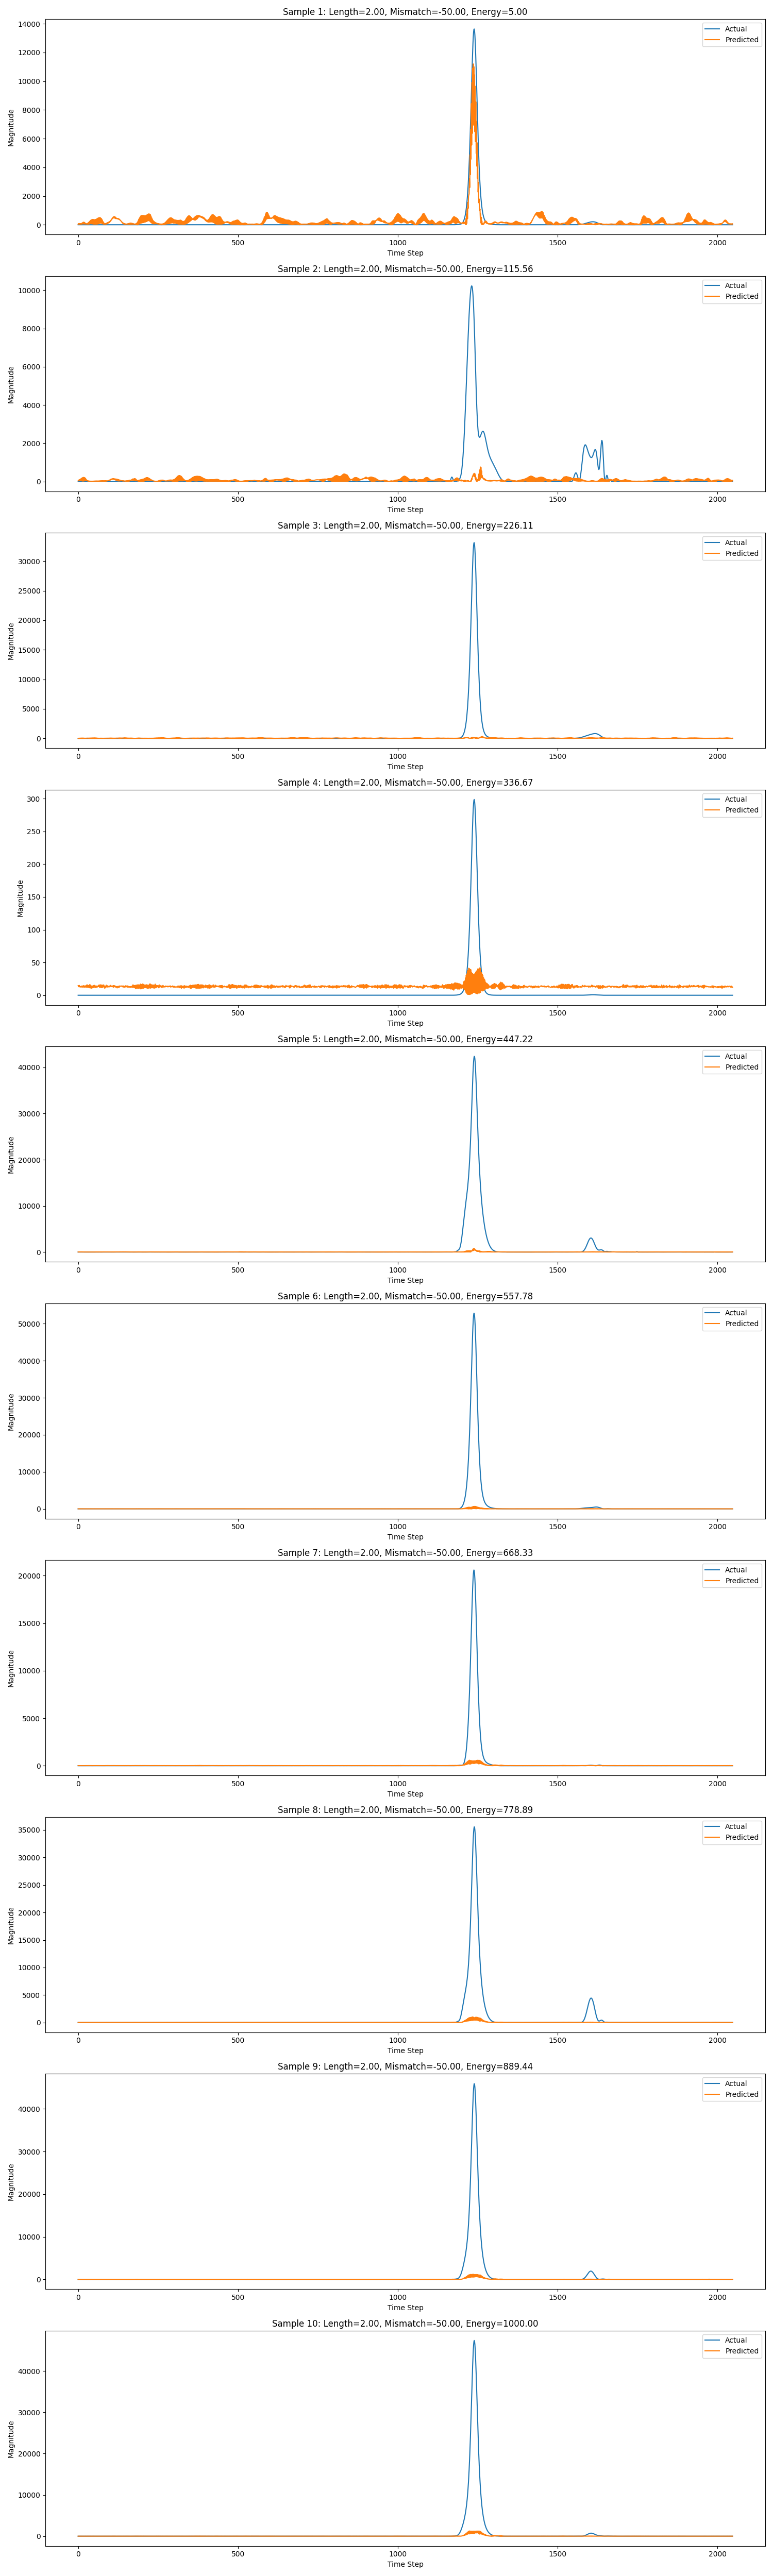 Sample 1: Length=2.00, Mismatch=-50.00, Energy=5.00
Magnitude
14000
12000
10000
8000
6000
4000
2000
0
Actual
Predicted
0
500
1000
1500
2000
Time Step
Sample 2: Length=2.00, Mismatch=-50.00, Energy=115.56
Magnitude
10000
8000
6000
4000
2000
0
Actual
Predicted
0
500
1000
1500
2000
Time Step
Sample 3: Length=2.00, Mismatch=-50.00, Energy=226.11
Magnitude
30000
25000
20000
15000
10000
5000
0
Actual
Predicted
0
500
1000
1500
2000
Time Step
Sample 4: Length=2.00, Mismatch=-50.00, Energy=336.67
Magnitude
300
250
200
150
100
50
0
Actual
Predicted
0
500
1000
1500
2000
Time Step
Sample 5: Length=2.00, Mismatch=-50.00, Energy=447.22
Magnitude
40000
30000
20000
10000
0
Actual
Predicted
0
500
1000
1500
2000
Time Step
Sample 6: Length=2.00, Mismatch=-50.00, Energy=557.78
Magnitude
50000
40000
30000
20000
10000
0
Actual
Predicted
0
500
1000
1500
2000
Time Step
Sample 7: Length=2.00, Mismatch=-50.00, Energy=668.33
Magnitude
20000
15000
10000
5000
0
Actual
Predicted
0
500
1000
1500
2000
Time Step
Sample 8: Length=2.00, Mismatch=-50.00, Energy=778.89
Magnitude
35000
30000
25000
20000
15000
10000
5000
0
Actual
Predicted
0
500
1000
1500
2000
Time Step
Sample 9: Length=2.00, Mismatch=-50.00, Energy=889.44
Magnitude
40000
30000
20000
10000
0
Actual
Predicted
0
500
1000
1500
2000
Time Step
Sample 10: Length=2.00, Mismatch=-50.00, Energy=1000.00
Magnitude
40000
30000
20000
10000
0
Actual
Predicted
0
500
1000
1500
2000
Time Step